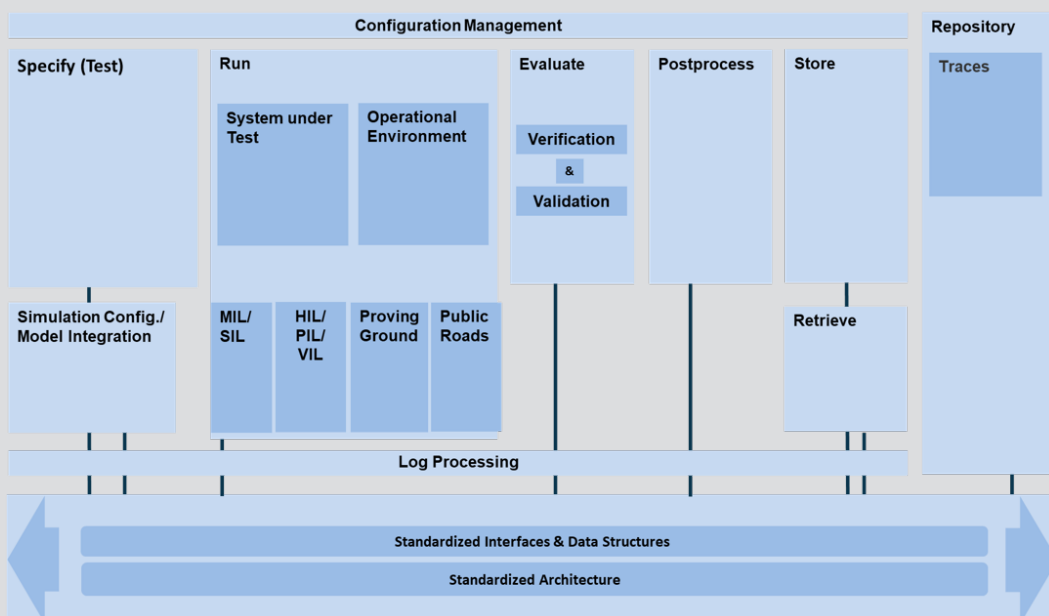 Configuration Management
Repository
Specify (Test)
Run
Evaluate
Postprocess
Store
Traces
System under
Test
Operational
Environment
Verification
&
Validation
Simulation Config./
Model Integration
MIL/
SIL
HIL/
PIL/
VIL
Proving
Ground
Public
Roads
Retrieve
Log Processing
Standardized Interfaces & Data Structures
Standardized Architecture